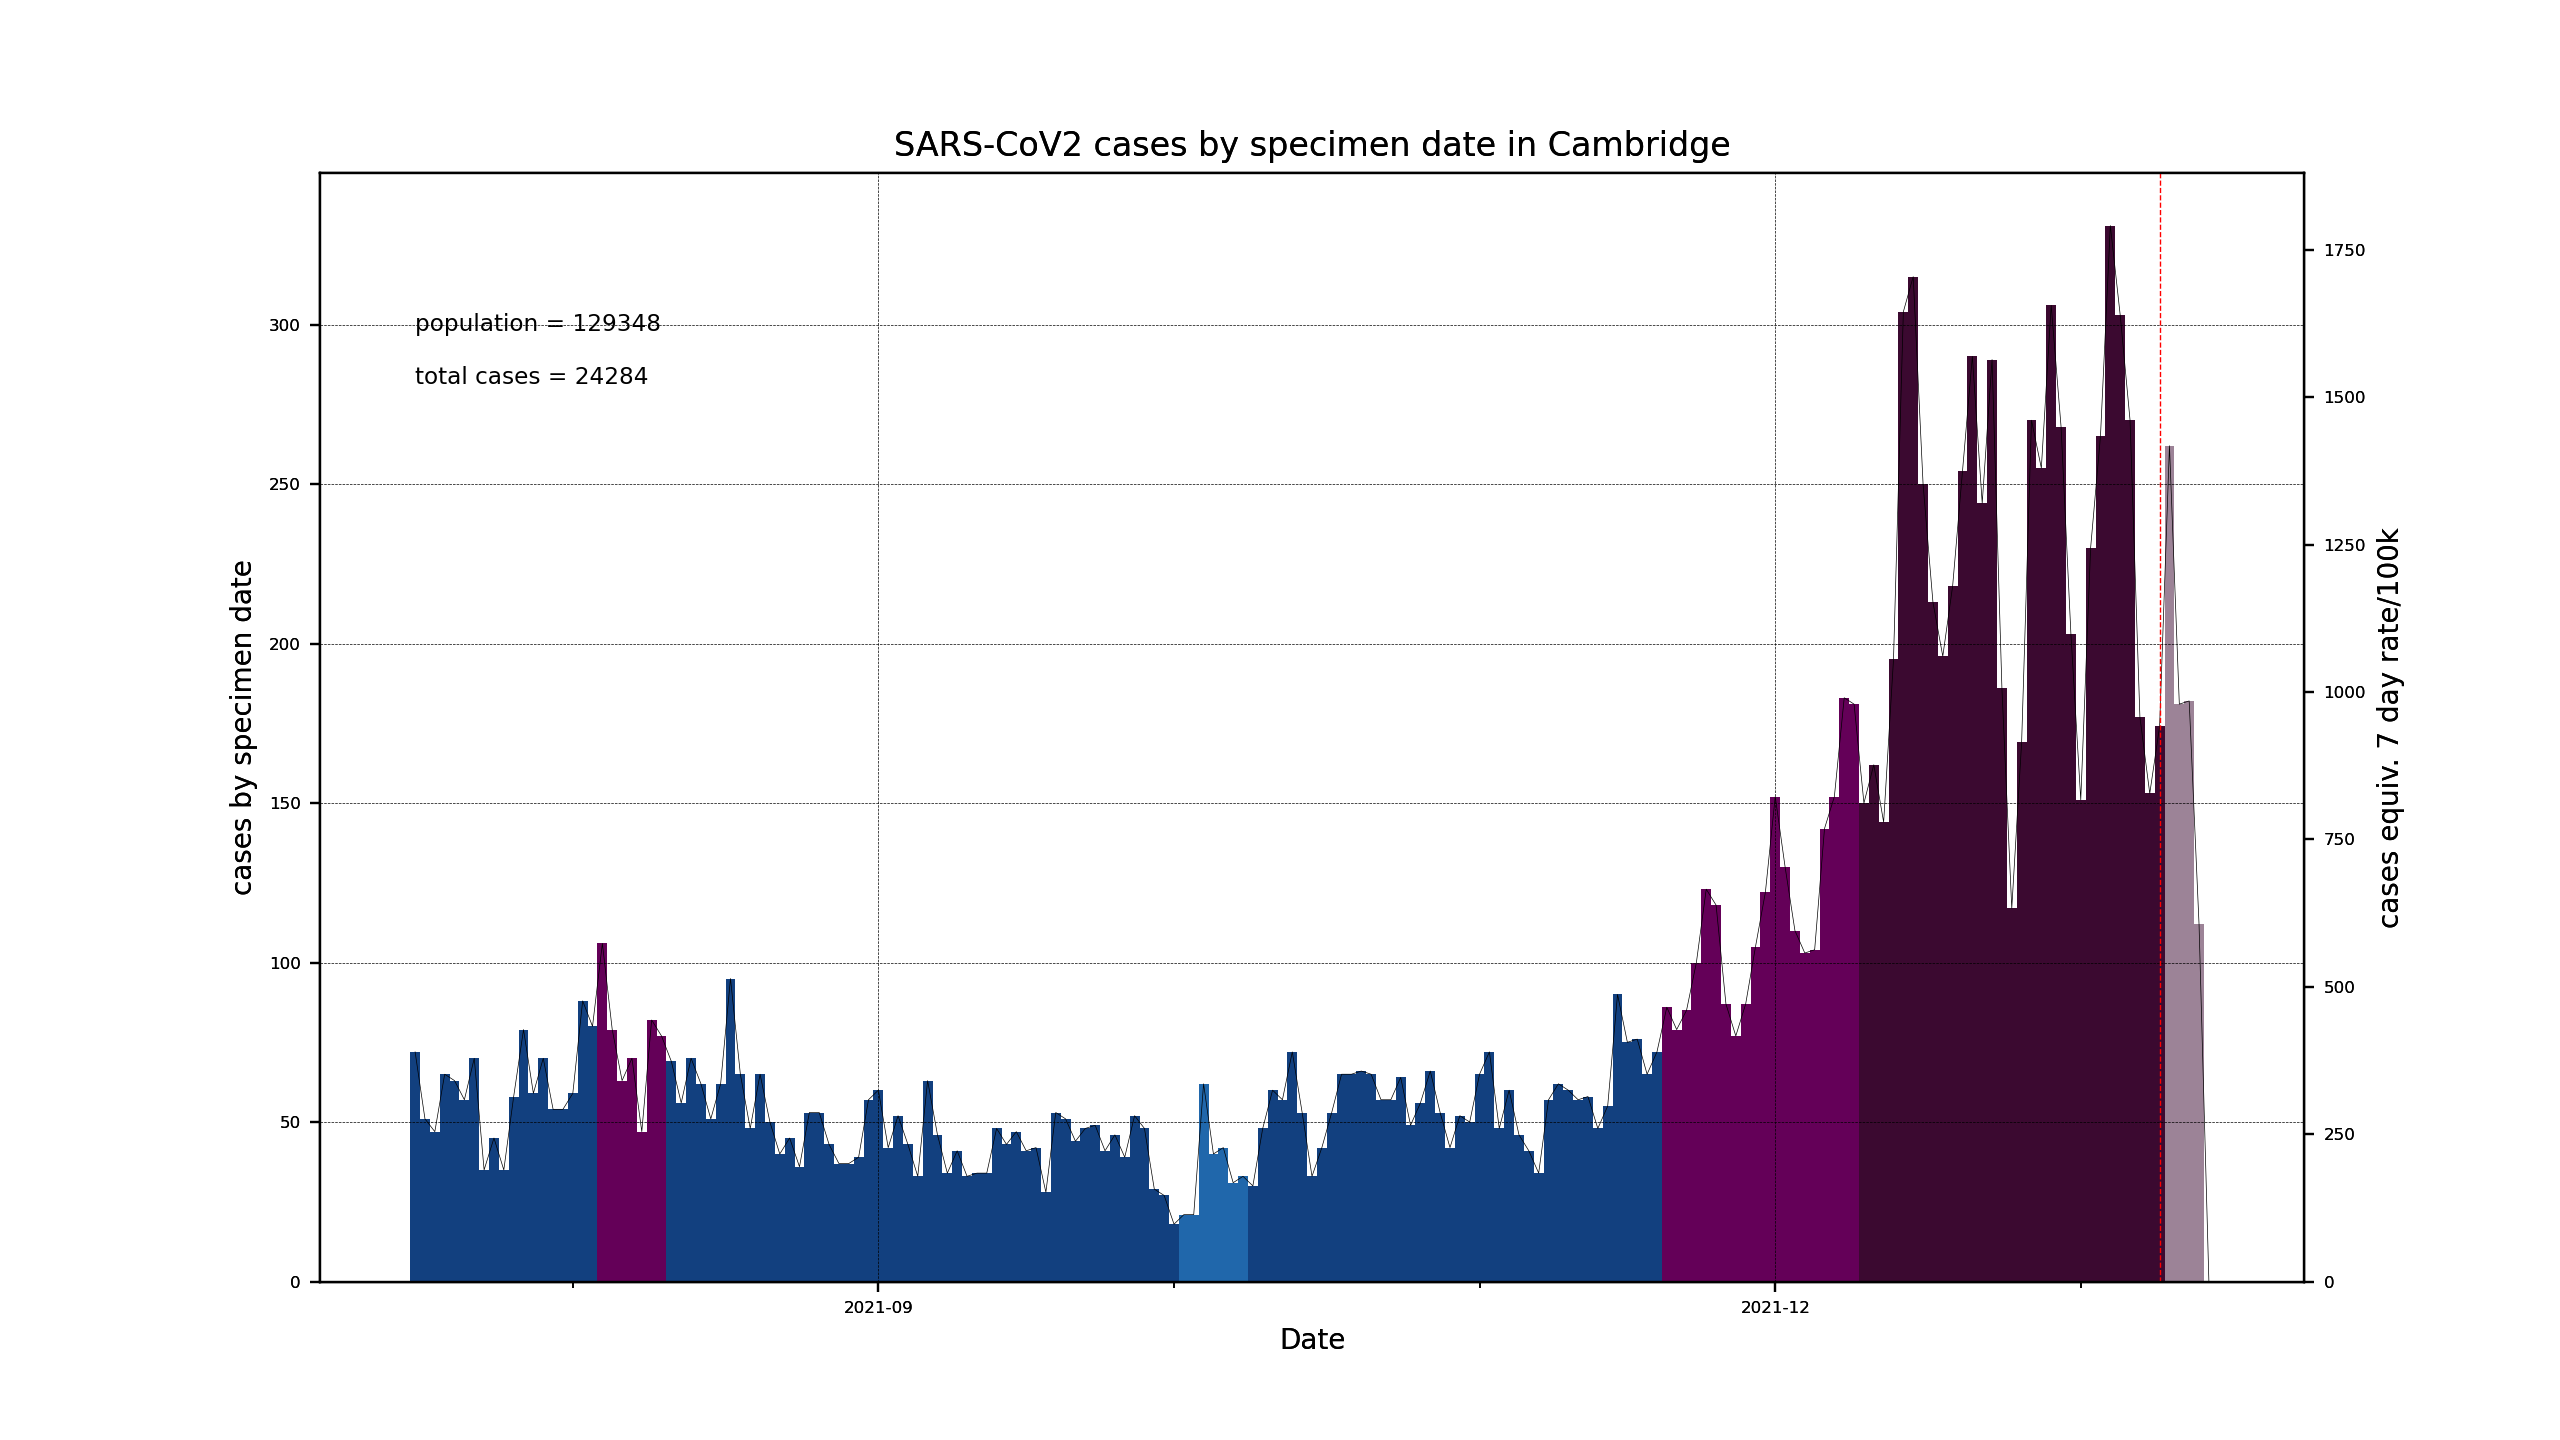 SARS-CoV2 cases by specimen date in Cambridge
population = 129348
total cases = 24284
cases by specimen date
300
250
200
150
100
50
0
1750
1500
1250
1000
750
500
250
0
cases equiv. 7 day rate/100k
2021-09
2021-12
Date